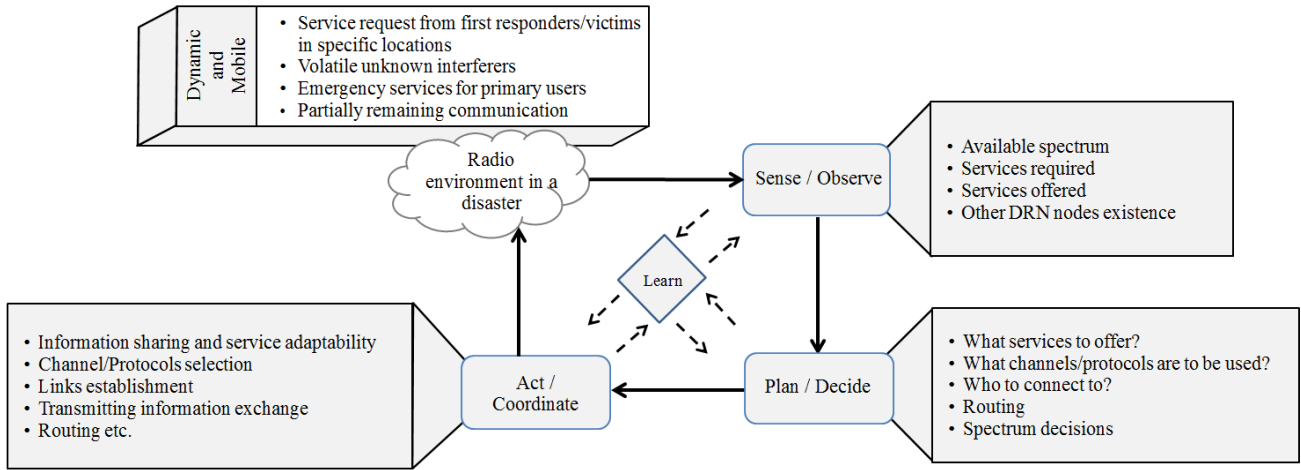 Dynamic
and
Mobile
• Service request from first responders/victims
in specific locations
• Volatile unknown interferers
• Emergency services for primary users
• Partially remaining communication
Radio
environment in a
disaster
Sense / Observe
• Available spectrum
• Services required
• Services offered
• Other DRN nodes existence
Learn
• Information sharing and service adaptability
• Channel/Protocols selection
• Links establishment
• Transmitting information exchange
• Routing etc.
Act /
Coordinate
Plan / Decide
• What services to offer?
• What channels/protocols are to be used?
• Who to connect to?
• Routing
• Spectrum decisions